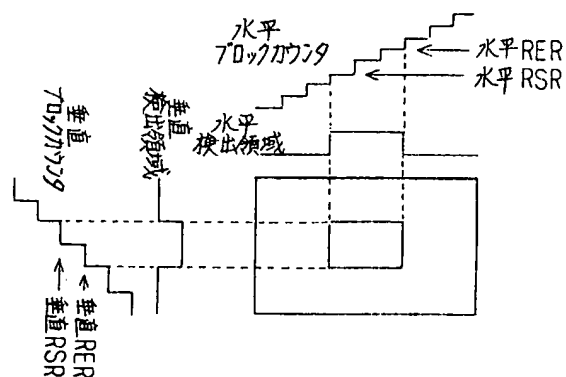 水平
ブロックカウンタ
水平RER
水平RSR
水平
検出領域
垂直
ブロックカウンタ
垂直
検出領域
垂直RER
垂直RSR